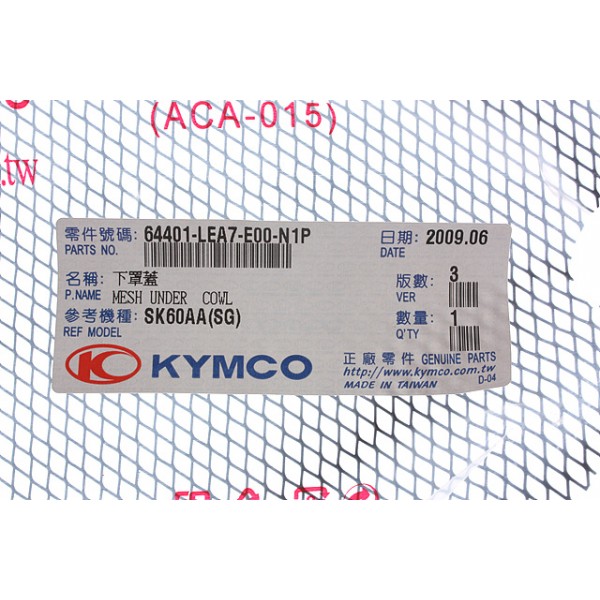 (ACA-015)
.tw
零件號碼: 64401-LEA7-E00-N1P
PARTS NO.
日期: 2009.06
DATE
名稱: 下罩蓋
P.NAME MESH UNDER COWL
版數: 3
VER
參考機種: SK60AA(SG)
REF MODEL
數量: 1
Q'TY
KYMCO
正廠零件 GENUINE PARTS
http://www.kymco.com.tw
MADE IN TAIWAN
D-04